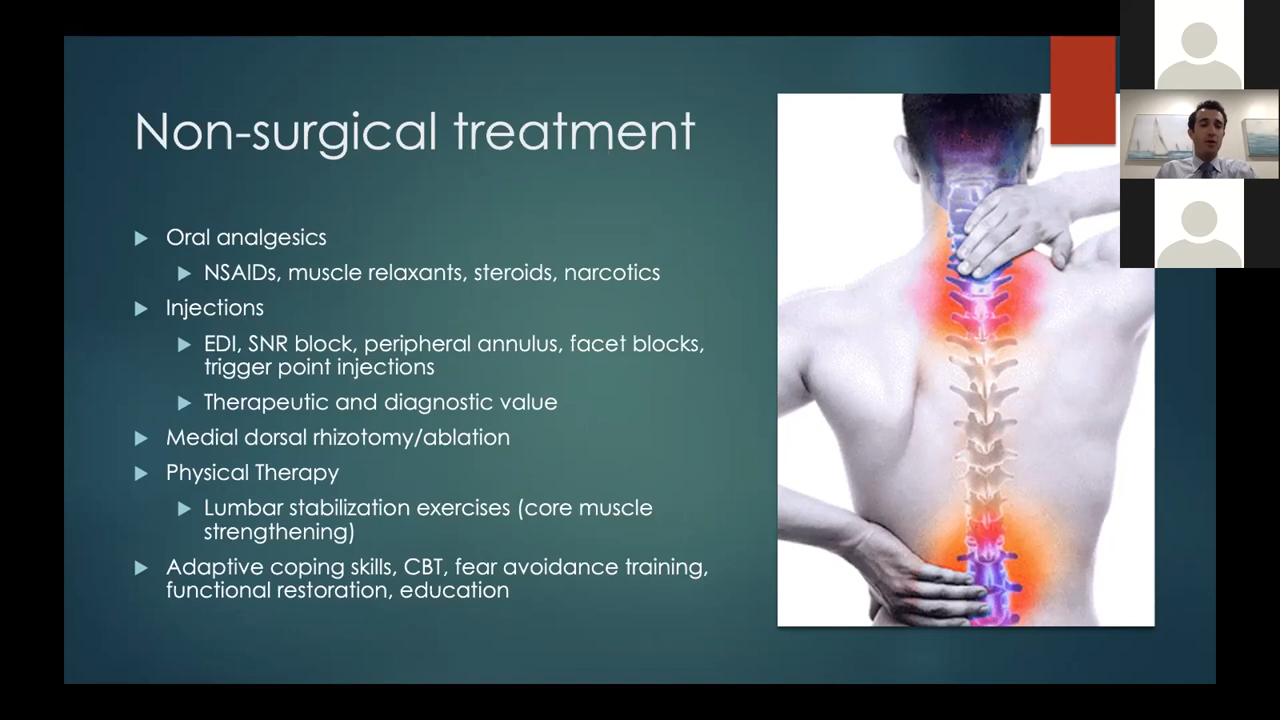 Non-surgical treatment
Oral analgesics
NSAIDs, muscle relaxants, steroids, narcotics
Injections
EDI, SNR block, peripheral annulus, facet blocks,
trigger point injections
Therapeutic and diagnostic value
Medial dorsal rhizotomy/ablation
Physical Therapy
Lumbar stabilization exercises (core muscle
strengthening)
Adaptive coping skills, CBT, fear avoidance training,
functional restoration, education